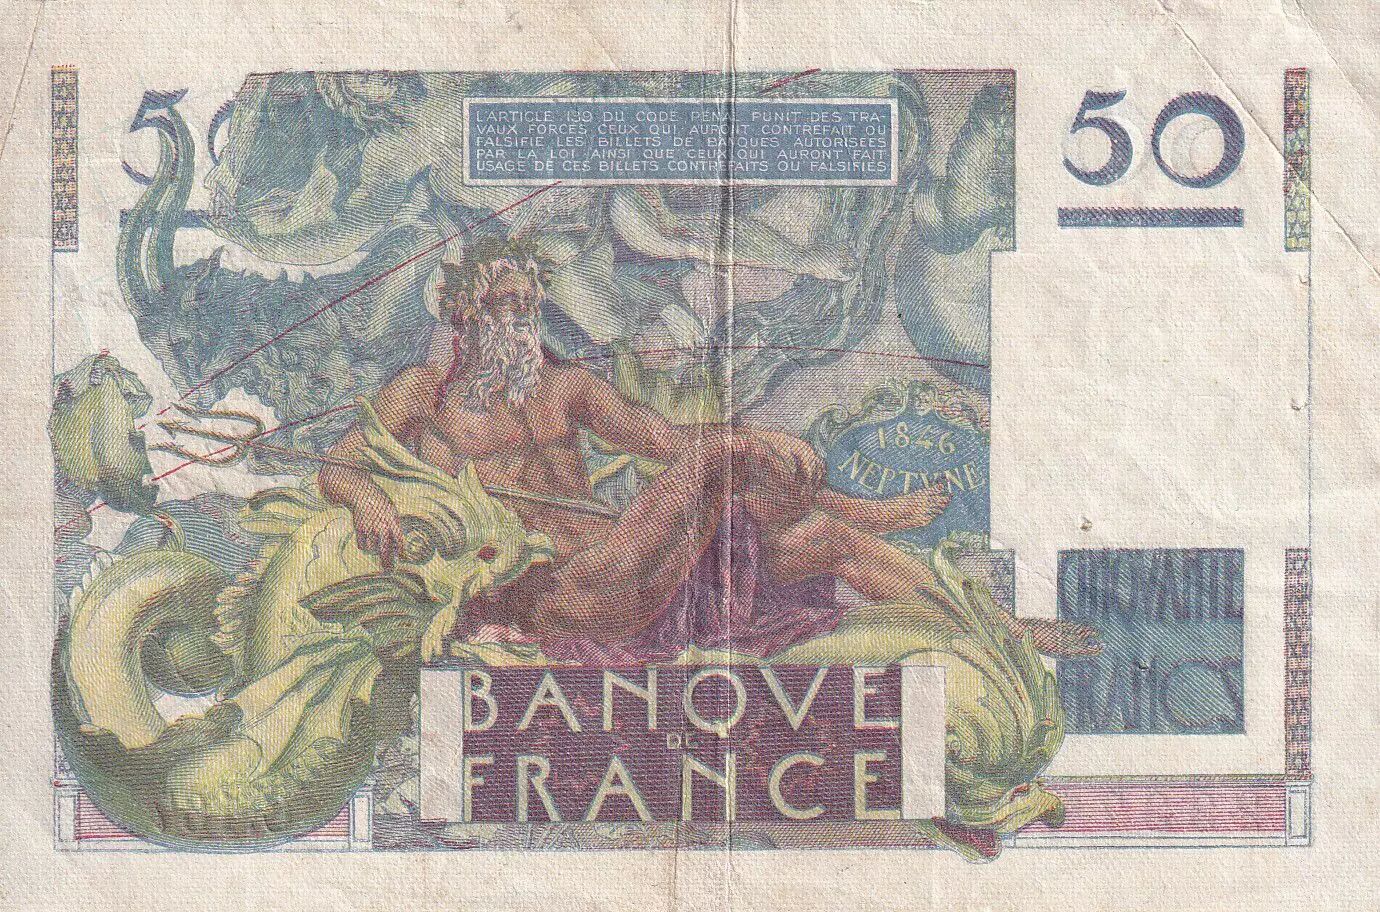 50
L'ARTICLE 139 DU CODE PENAL PUNIT DES TRA-
VAUX FORCES CEUX QUI AURONT CONTREFAIT OU
FALSIFIE LES BILLETS DE BANQUES AUTORISEES
PAR LA LOI AINSI QUE CEUX QUI AURONT FAIT
USAGE DE CES BILLETS CONTREFAITS OU FALSIFIES
50
1846
NEPTVNE
CINQVANTE
FRANCS
BANQVE
DE
FRANCE